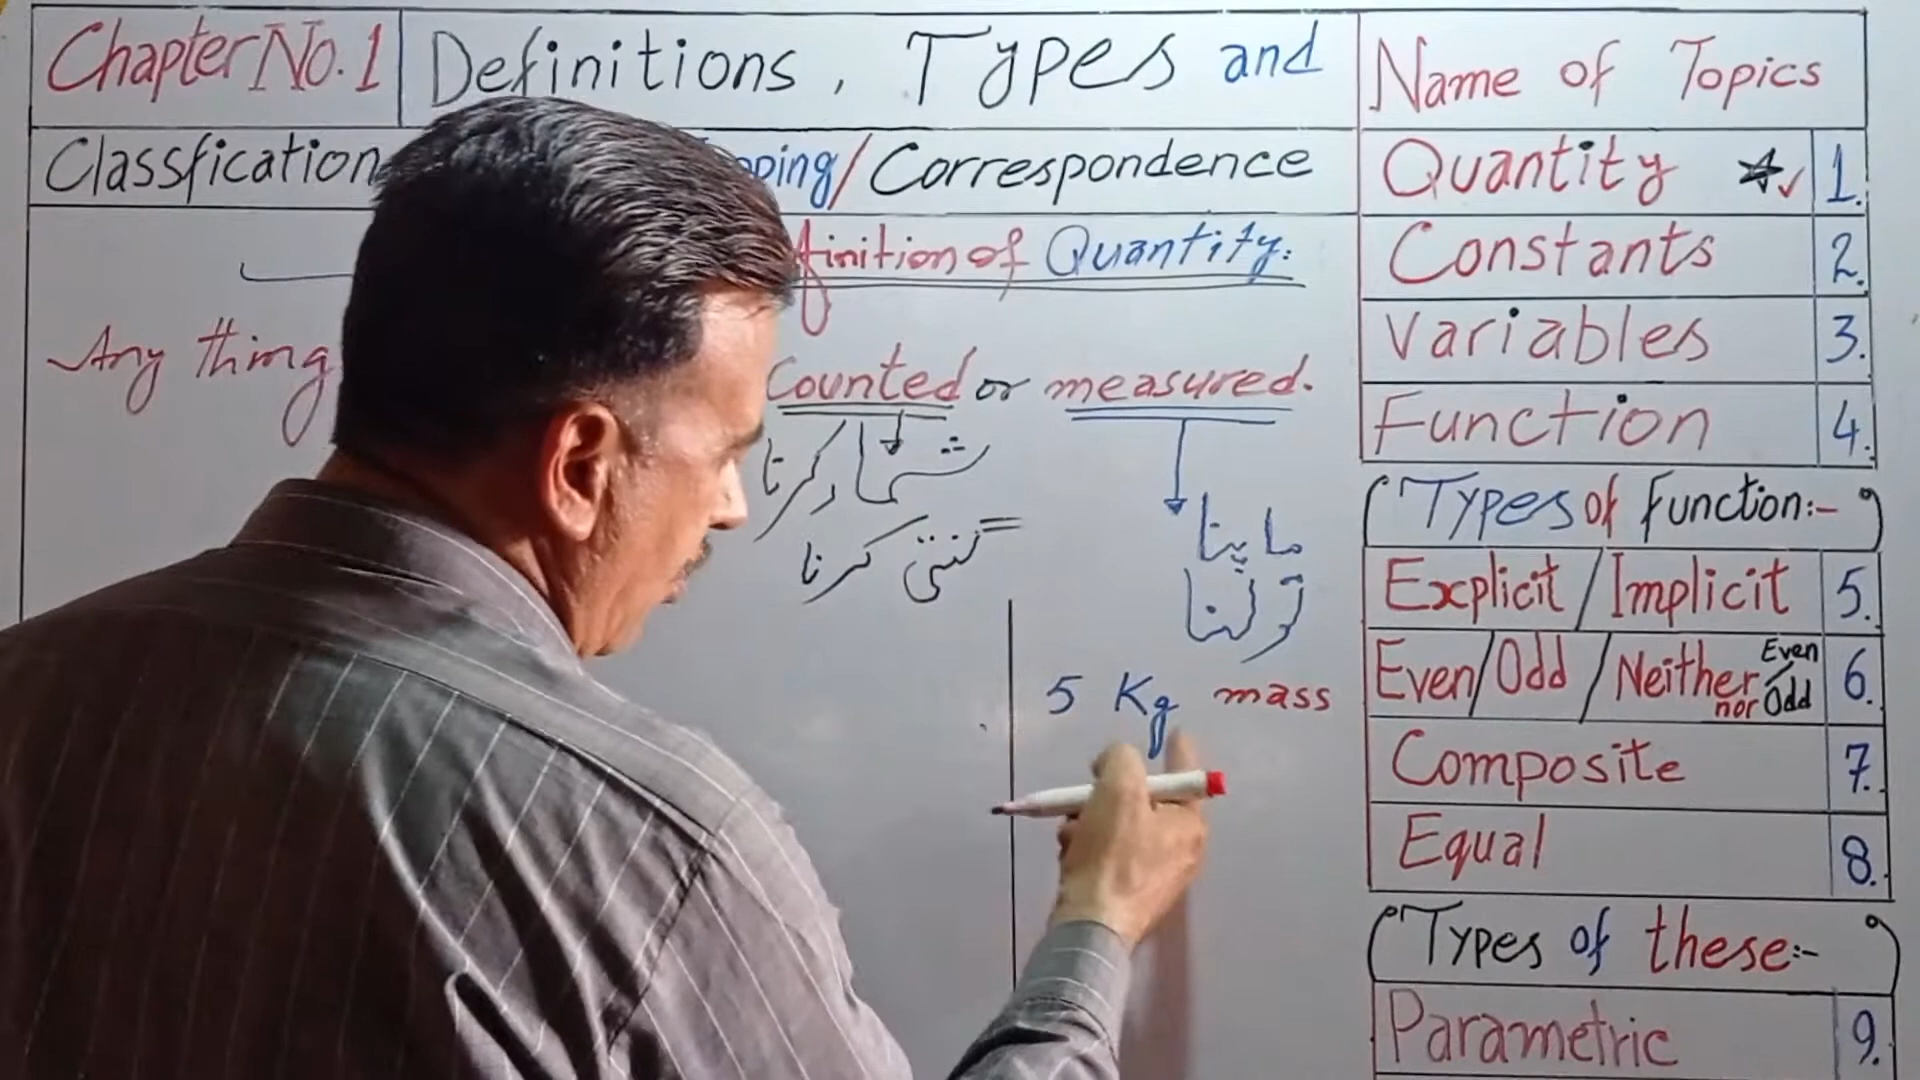 Chapter No. 1
Definitions, Types and
Classfication
/ Correspondence
of Quantity:
Any thing
Counted or measured.
شمار کرنا
گنتی کرنا
ماپنا
تولنا
5 Kg mass
Name of Topics
Quantity 1.
Constants 2.
Variables 3.
Function 4.
(Types of Function:-)
Explicit / Implicit 5.
Even / Odd / Neither Even nor Odd 6.
Composite 7.
Equal 8.
(Types of these:-)
Parametric 9.